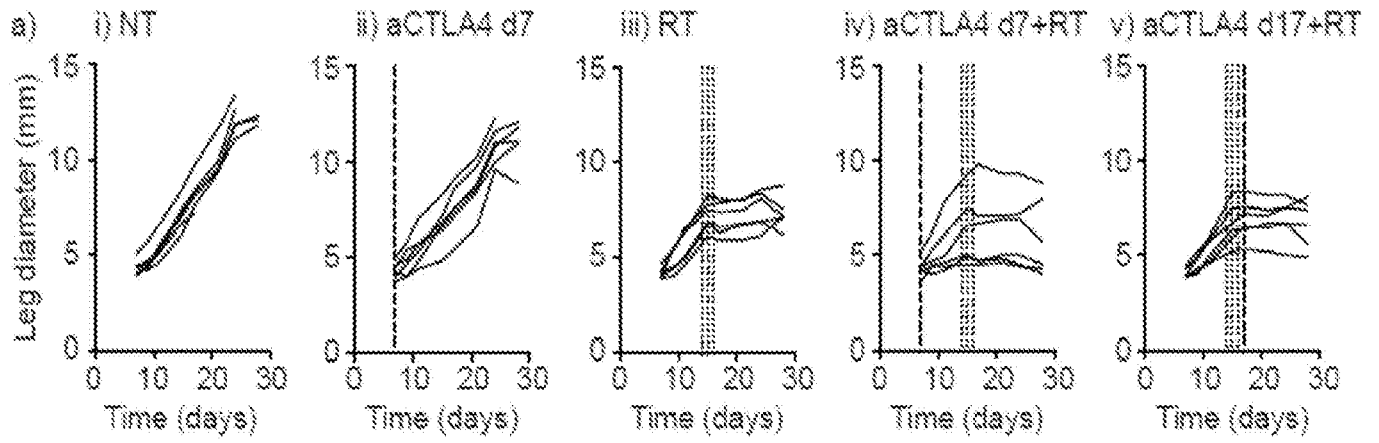 a) i) NT ii) aCTLA4 d7 iii) RT iv) aCTLA4 d7+RT v) aCTLA4 d17+RT
Leg diameter (mm)
15 15 15 15 15
10 10 10 10 10
5 5 5 5 5
0 0 0 0 0
0 10 20 30 0 10 20 30 0 10 20 30 0 10 20 30 0 10 20 30
Time (days) Time (days) Time (days) Time (days) Time (days)